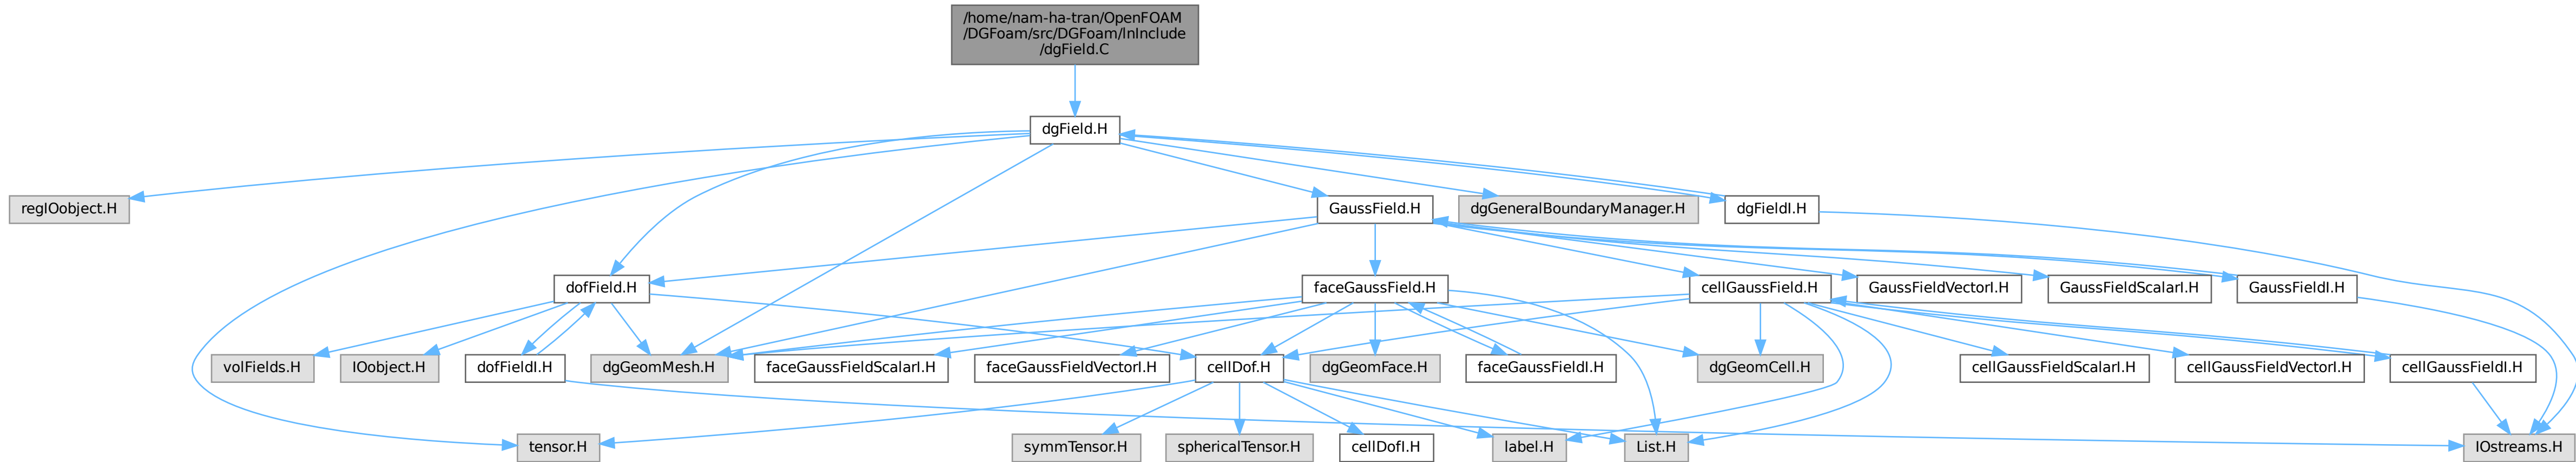 /home/nam-ha-tran/OpenFOAM
/DGFoam/src/DGFoam/lnInclude
/dgField.C
dgField.H
regIOobject.H
GaussField.H
dgGeneralBoundaryManager.H
dgFieldI.H
dofField.H
faceGaussField.H
cellGaussField.H
GaussFieldVectorI.H
GaussFieldScalarI.H
GaussFieldI.H
volFields.H
IOobject.H
dofFieldI.H
dgGeomMesh.H
faceGaussFieldScalarI.H
faceGaussFieldVectorI.H
cellDof.H
dgGeomFace.H
faceGaussFieldI.H
dgGeomCell.H
cellGaussFieldScalarI.H
cellGaussFieldVectorI.H
cellGaussFieldI.H
tensor.H
symmTensor.H
sphericalTensor.H
cellDofI.H
label.H
List.H
IOstreams.H